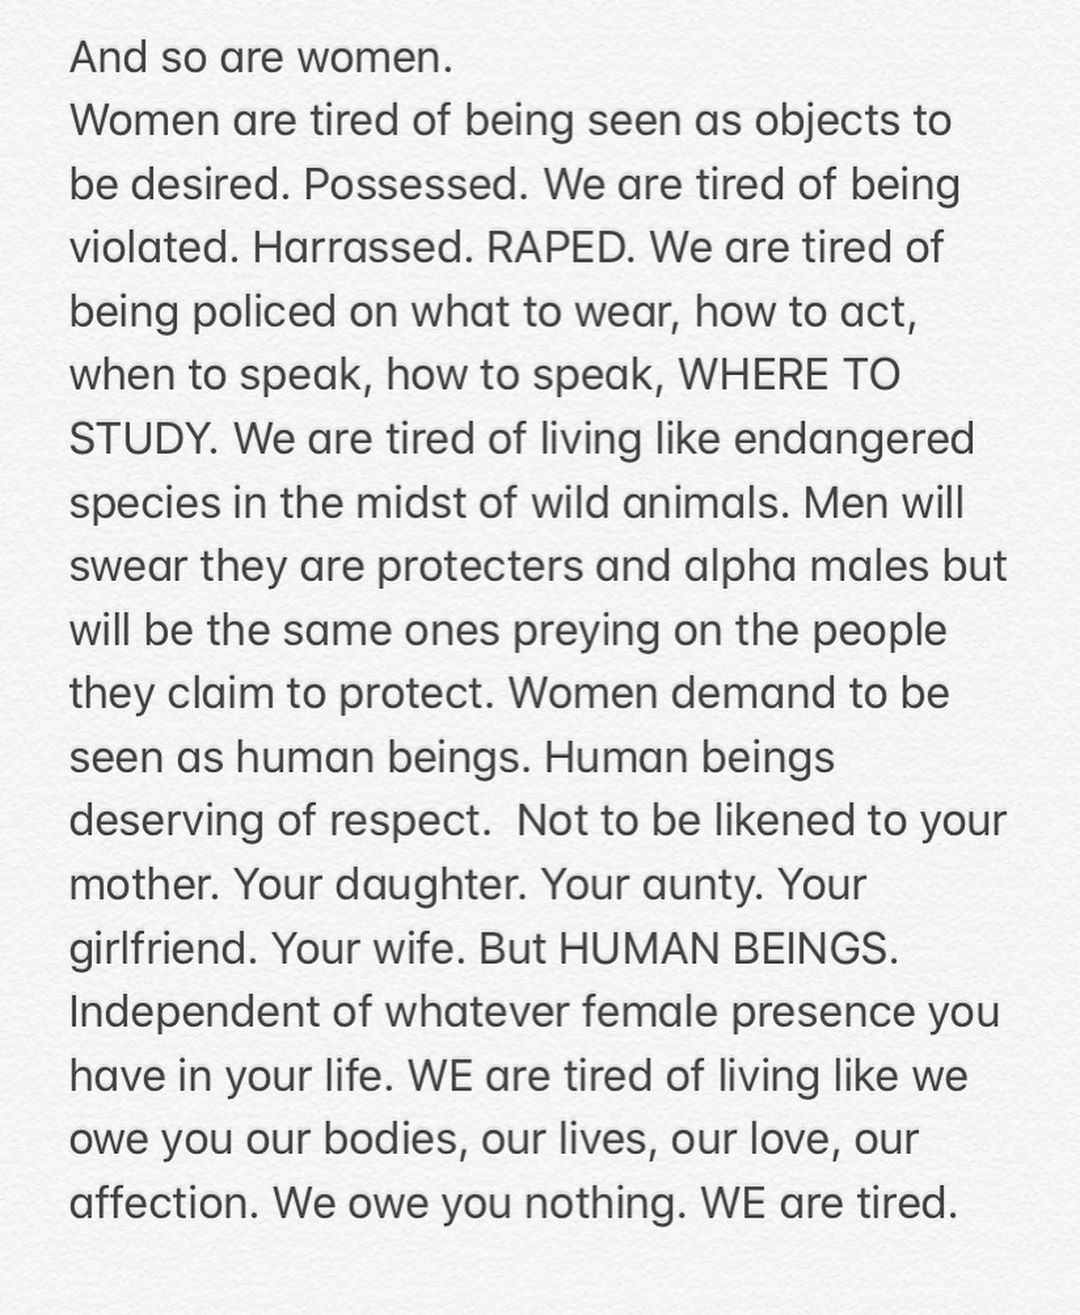 And so are women.
Women are tired of being seen as objects to
be desired. Possessed. We are tired of being
violated. Harrassed. RAPED. We are tired of
being policed on what to wear, how to act,
when to speak, how to speak, WHERE TO
STUDY. We are tired of living like endangered
species in the midst of wild animals. Men will
swear they are protecters and alpha males but
will be the same ones preying on the people
they claim to protect. Women demand to be
seen as human beings. Human beings
deserving of respect.  Not to be likened to your
mother. Your daughter. Your aunty. Your
girlfriend. Your wife. But HUMAN BEINGS.
Independent of whatever female presence you
have in your life. WE are tired of living like we
owe you our bodies, our lives, our love, our
affection. We owe you nothing. WE are tired.